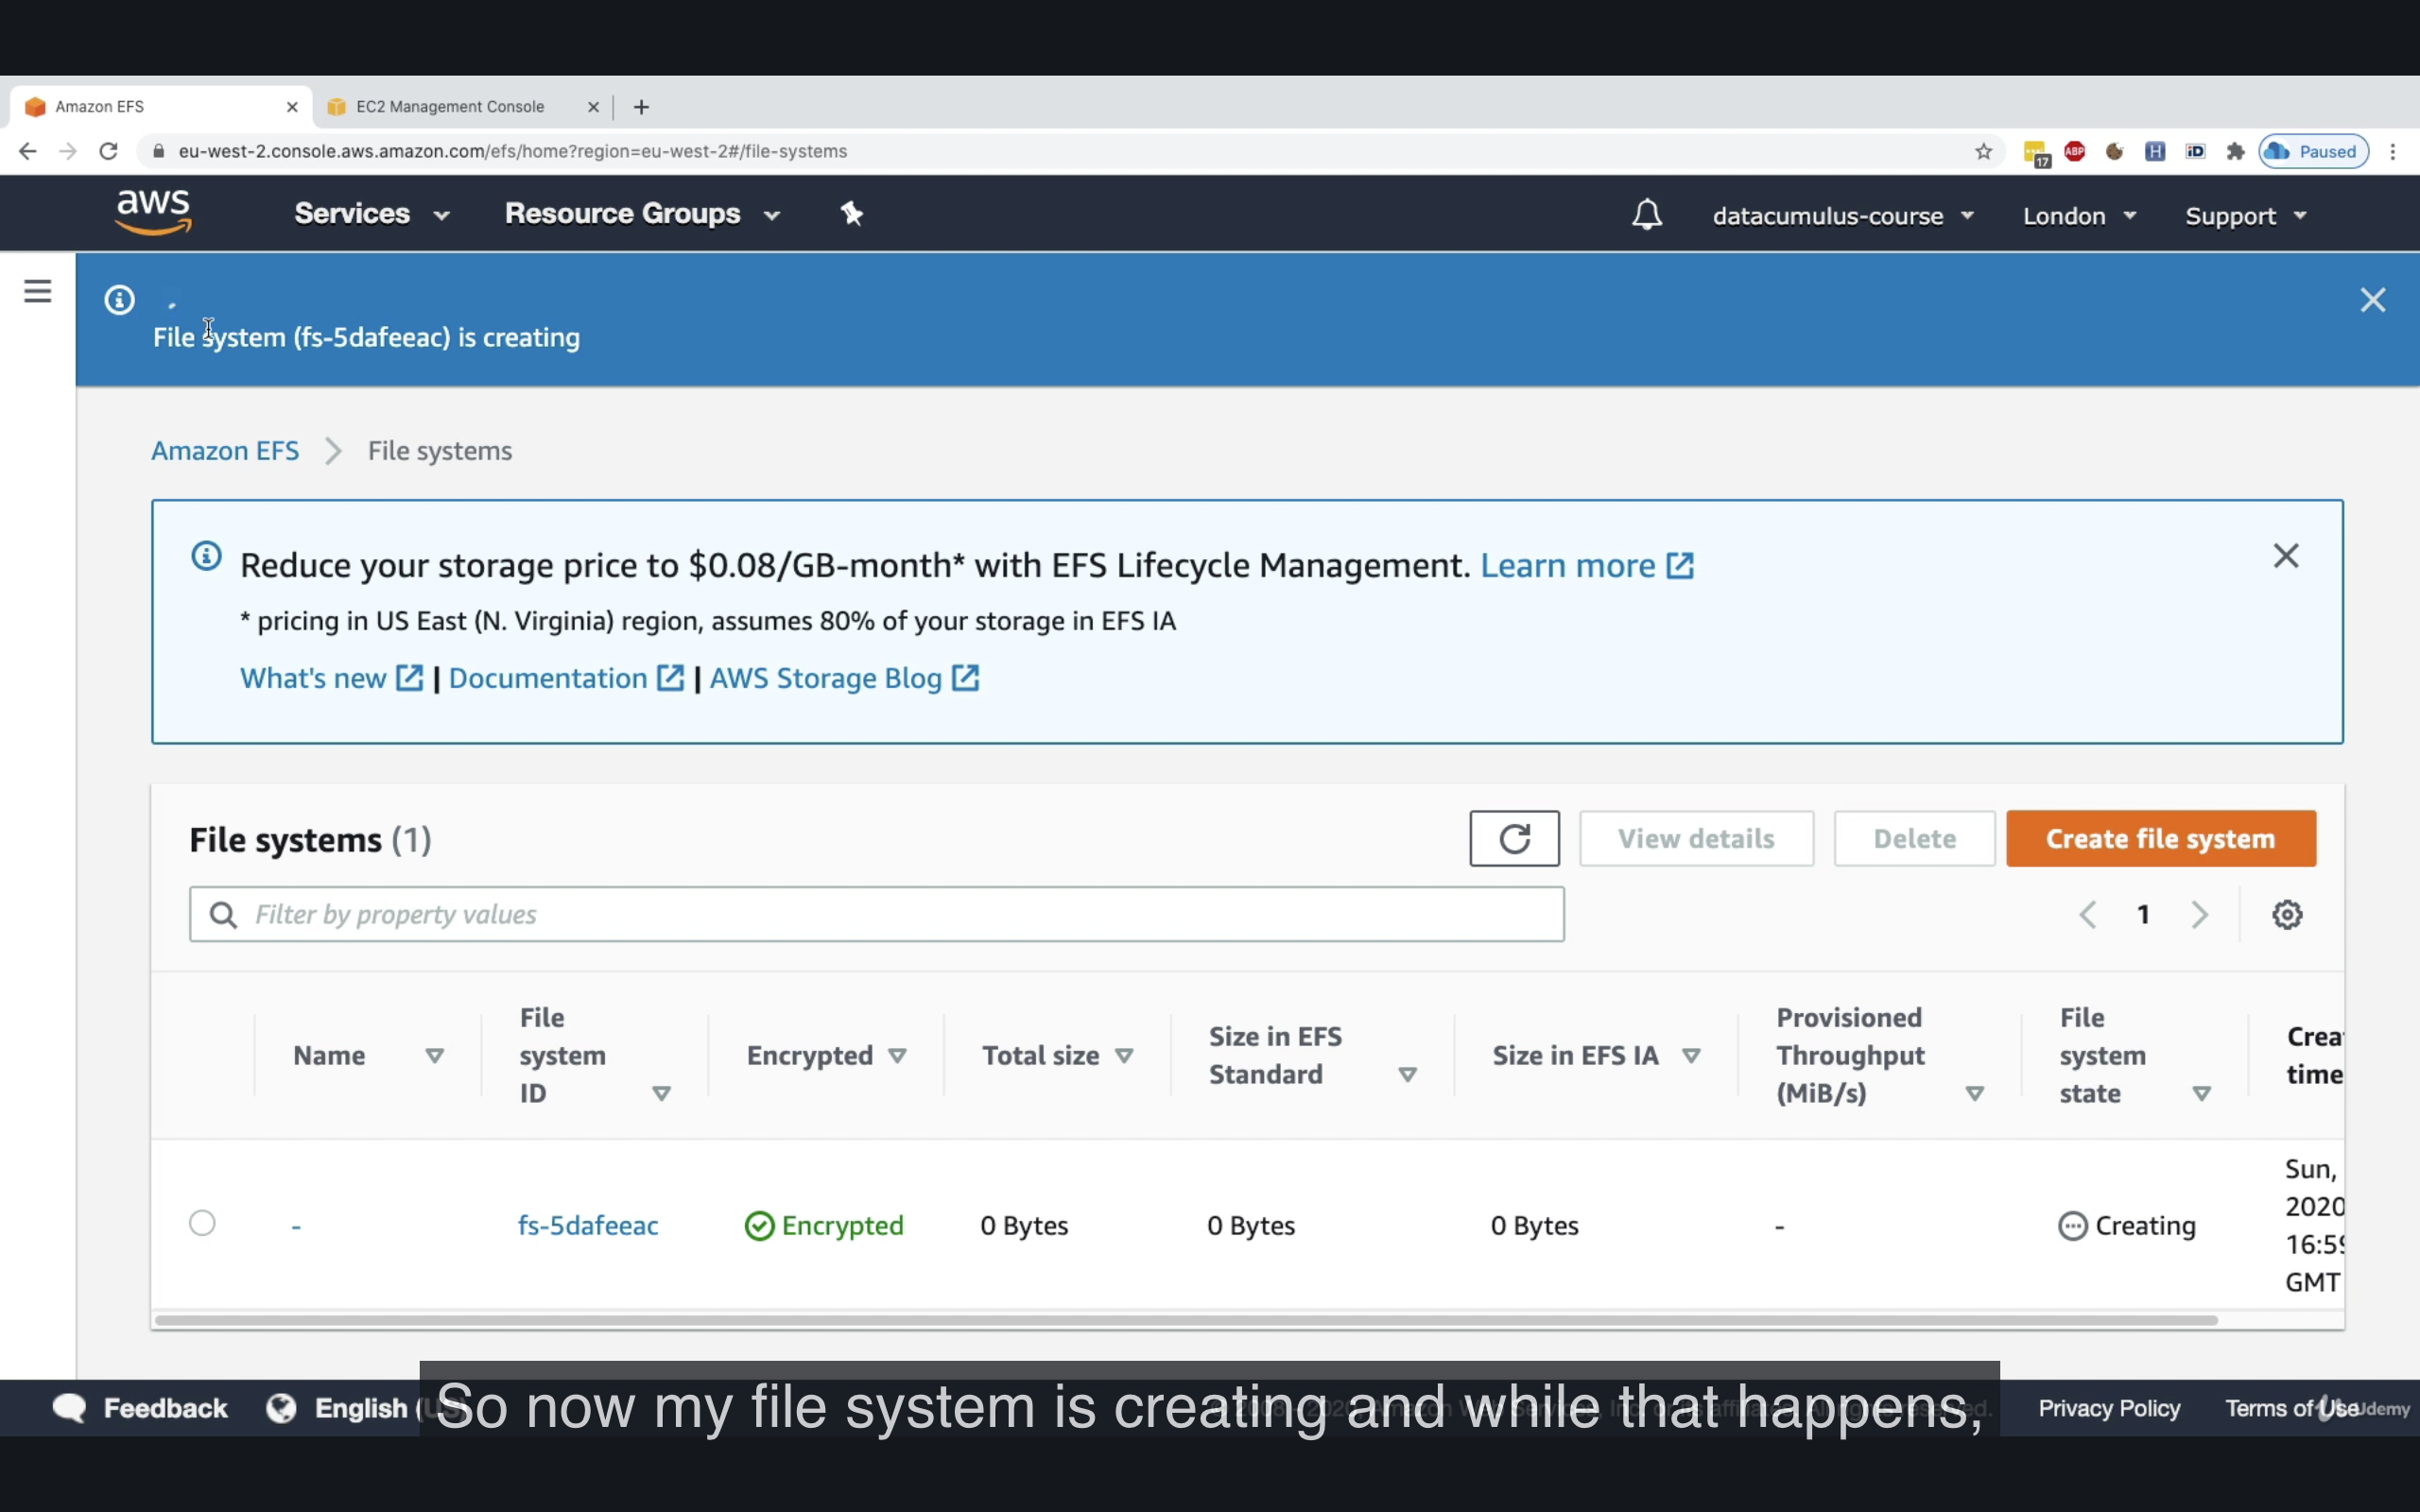 Amazon EFS
EC2 Management Console
eu-west-2.console.aws.amazon.com/efs/home?region=eu-west-2#/file-systems
17
ABP
H
iD
Paused
aws
Services
Resource Groups
datacumulus-course
London
Support
File system (fs-5dafeeac) is creating
Amazon EFS
File systems
Reduce your storage price to $0.08/GB-month* with EFS Lifecycle Management. Learn more
* pricing in US East (N. Virginia) region, assumes 80% of your storage in EFS IA
What's new | Documentation | AWS Storage Blog
File systems (1)
View details
Delete
Create file system
Filter by property values
1
Name
File
system
ID
Encrypted
Total size
Size in EFS
Standard
Size in EFS IA
Provisioned
Throughput
(MiB/s)
File
system
state
Crea
time
-
fs-5dafeeac
Encrypted
0 Bytes
0 Bytes
0 Bytes
-
Creating
Sun,
2020
16:59
GMT
Feedback
English
So now my file system is creating and while that happens,
Privacy Policy
Terms of Use
Udemy